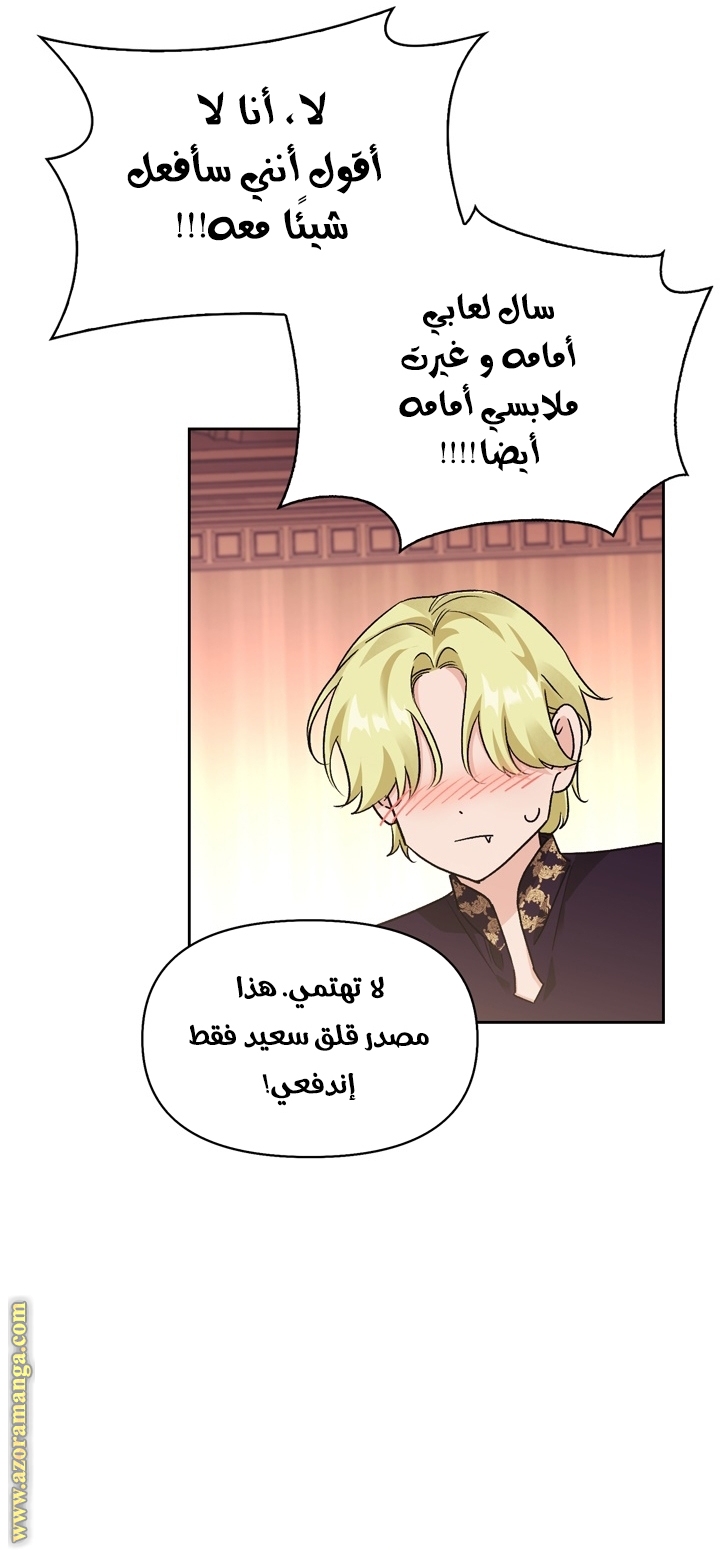 لا، أنا لا
أقول أنني سأفعل
شيئًا معه!!!
سال لعابي
أمامه و غيرت
ملابسي أمامه
أيضا!!!!
لا تهتمي. هذا
مصدر قلق سعيد فقط
إندفعي!
www.azoramanga.com